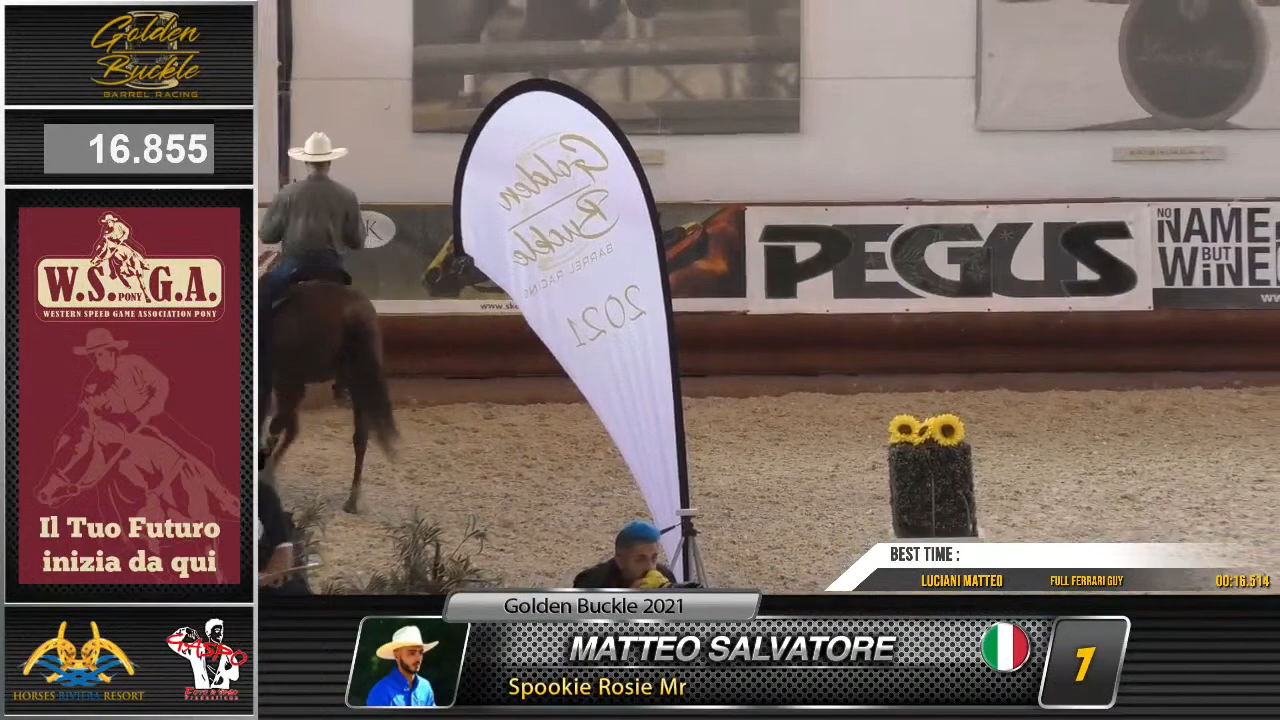 Golden
Buckle
BARREL RACING
16.855
W.S. PONY G.A.
WESTERN SPEED GAME ASSOCIATION PONY
Il Tuo Futuro
inizia da qui
HORSES RIVIERA RESORT
GASPO
Golden
Buckle
BARREL RACING
2021
K
PEGUS
NO NAME
BUT
WINE
BEST TIME :
LUCIANI MATTEO FULL FERRARI GUY 00:16.514
Golden Buckle 2021
MATTEO SALVATORE
Spookie Rosie Mr
7